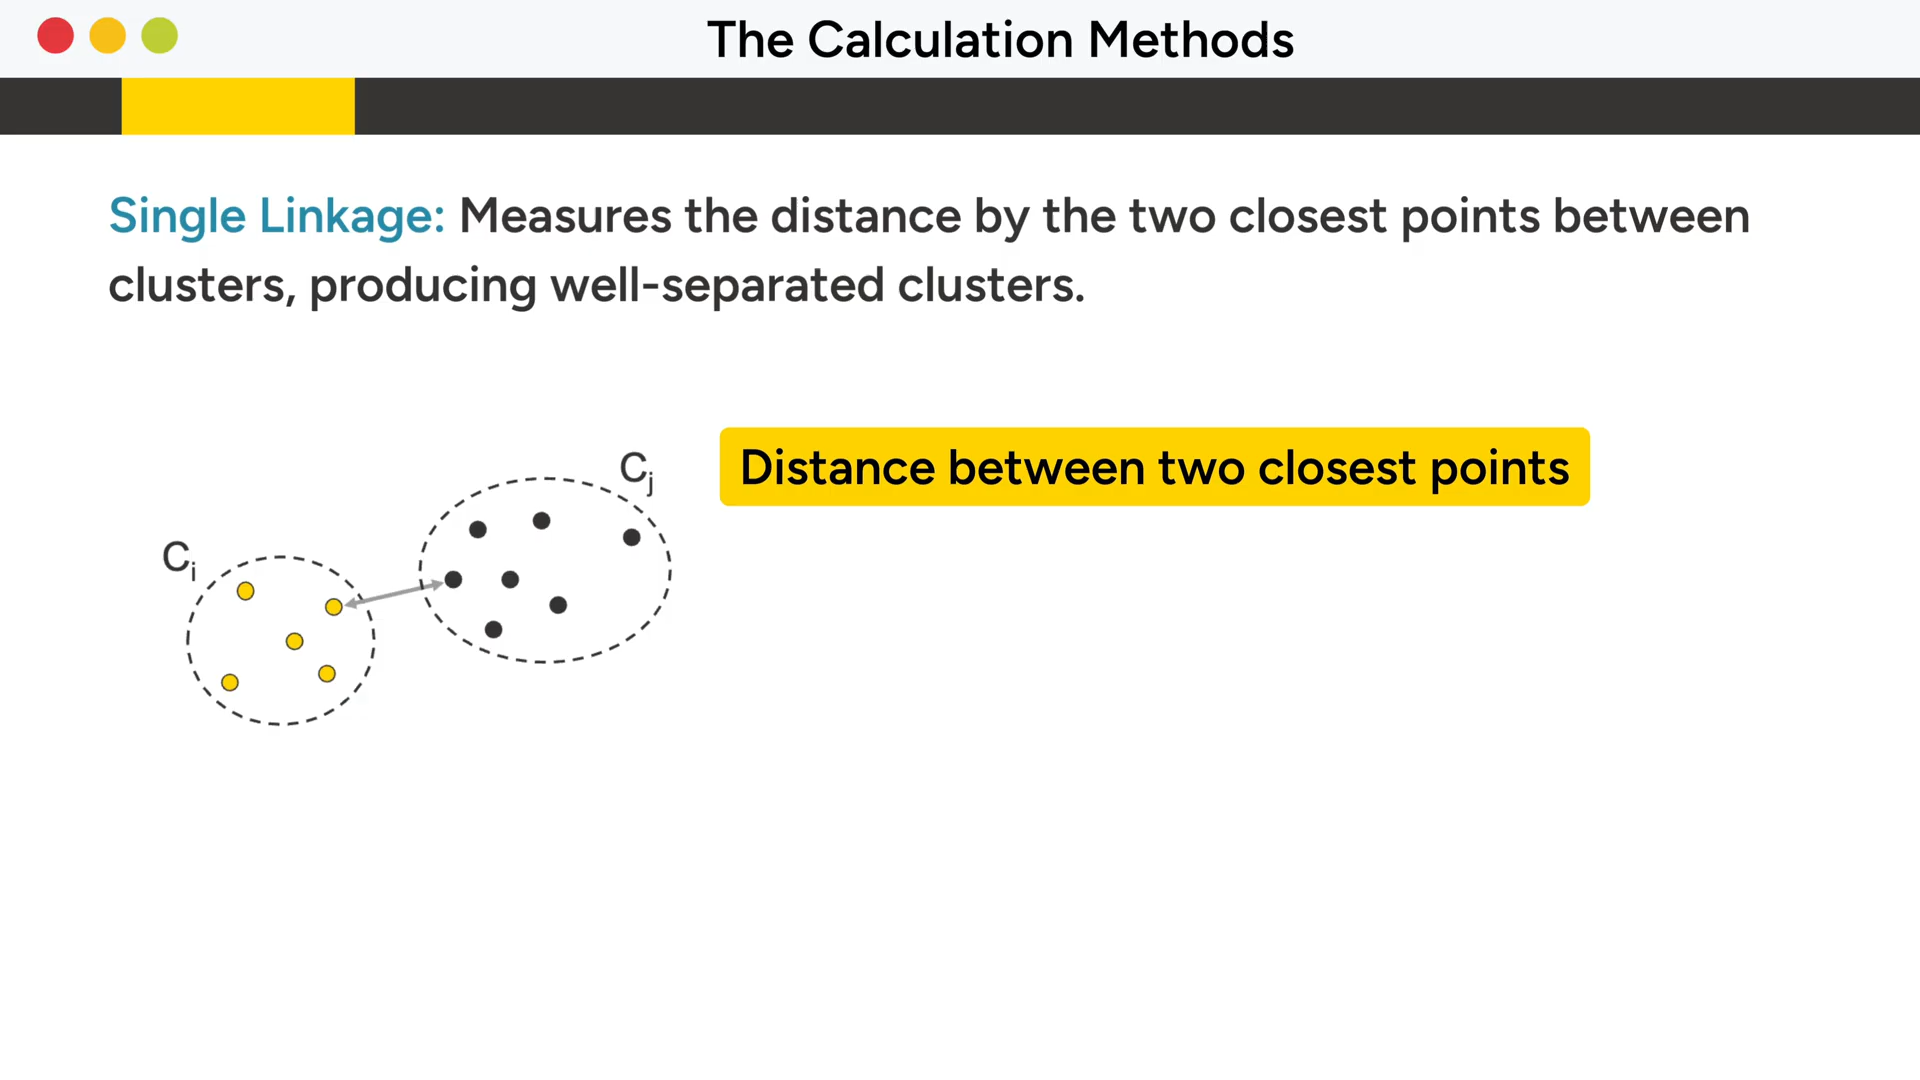 The Calculation Methods
Single Linkage: Measures the distance by the two closest points between
clusters, producing well-separated clusters.
Distance between two closest points
Cj
Ci